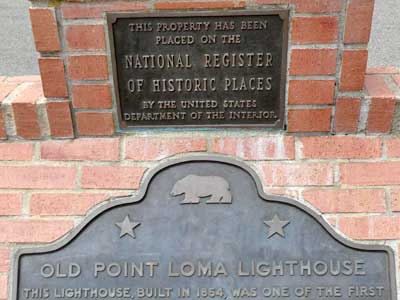 THIS PROPERTY HAS BEEN
PLACED ON THE
NATIONAL REGISTER
OF HISTORIC PLACES
BY THE UNITED STATES
DEPARTMENT OF THE INTERIOR
OLD POINT LOMA LIGHTHOUSE
THIS LIGHTHOUSE, BUILT IN 1854, WAS ONE OF THE FIRST